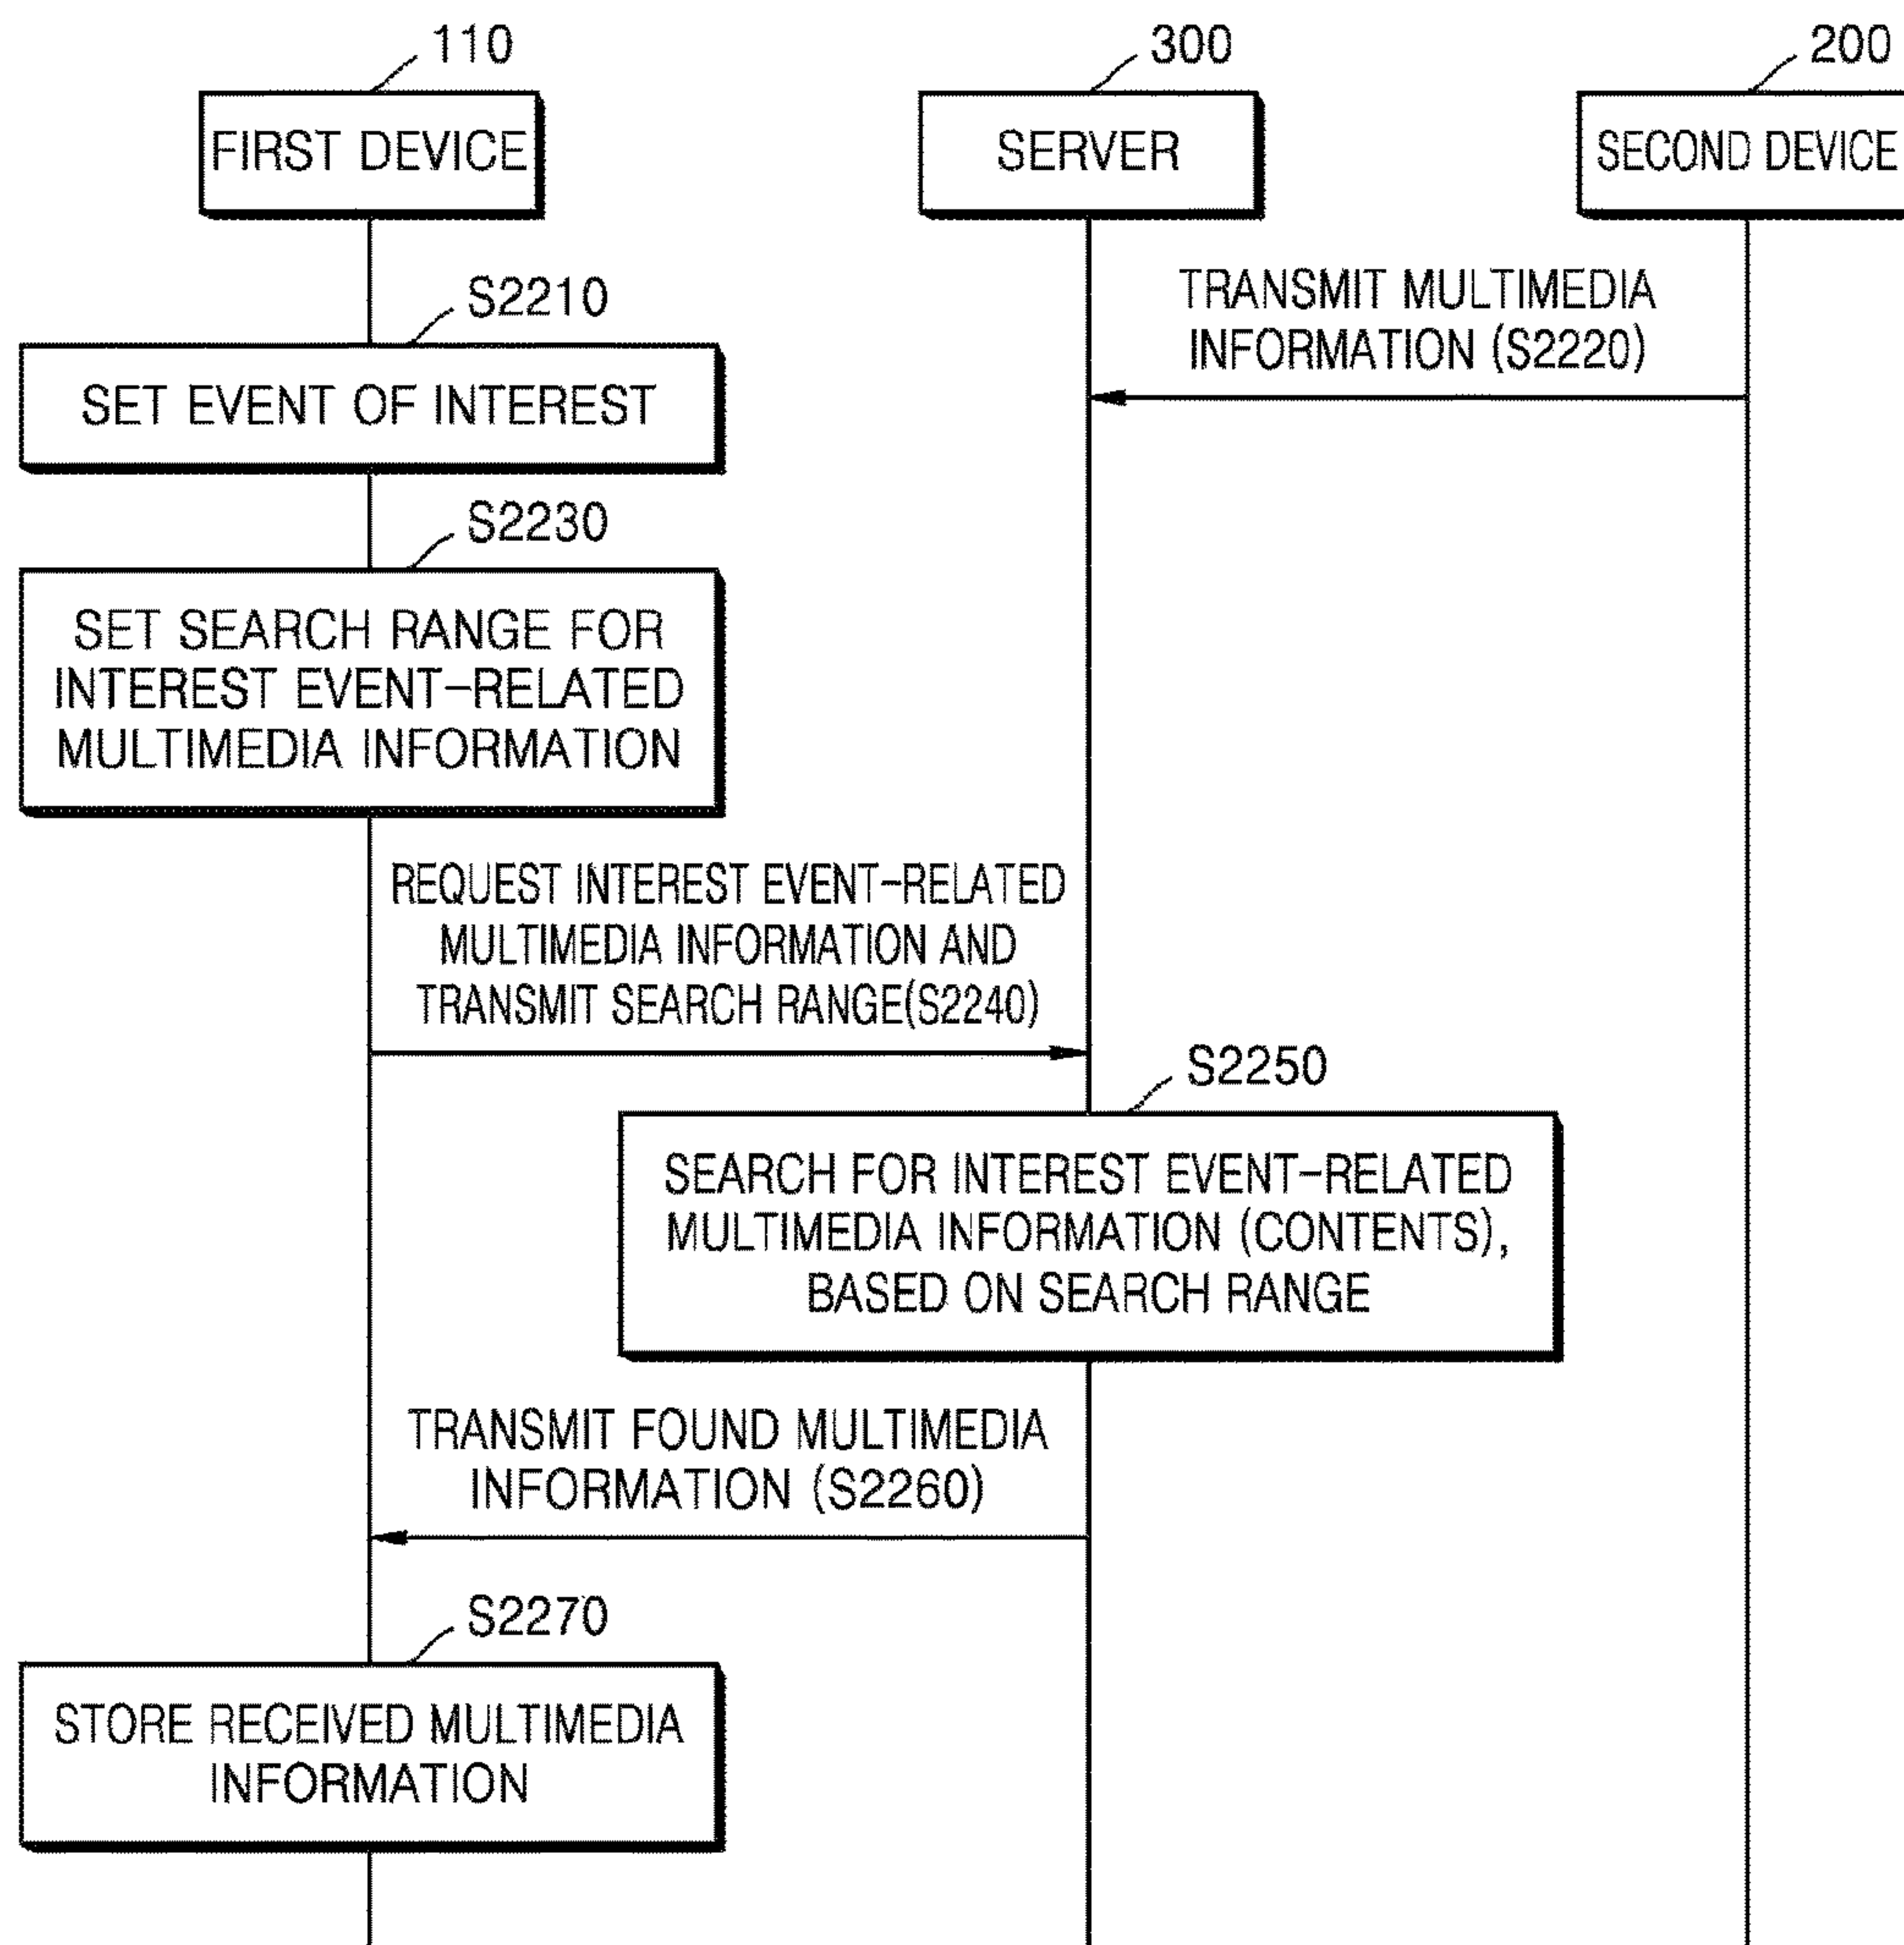 110
300
200
FIRST DEVICE
SERVER
SECOND DEVICE
S2210
SET EVENT OF INTEREST
TRANSMIT MULTIMEDIA
INFORMATION (S2220)
S2230
SET SEARCH RANGE FOR
INTEREST EVENT-RELATED
MULTIMEDIA INFORMATION
REQUEST INTEREST EVENT-RELATED
MULTIMEDIA INFORMATION AND
TRANSMIT SEARCH RANGE(S2240)
S2250
SEARCH FOR INTEREST EVENT-RELATED
MULTIMEDIA INFORMATION (CONTENTS),
BASED ON SEARCH RANGE
TRANSMIT FOUND MULTIMEDIA
INFORMATION (S2260)
S2270
STORE RECEIVED MULTIMEDIA
INFORMATION